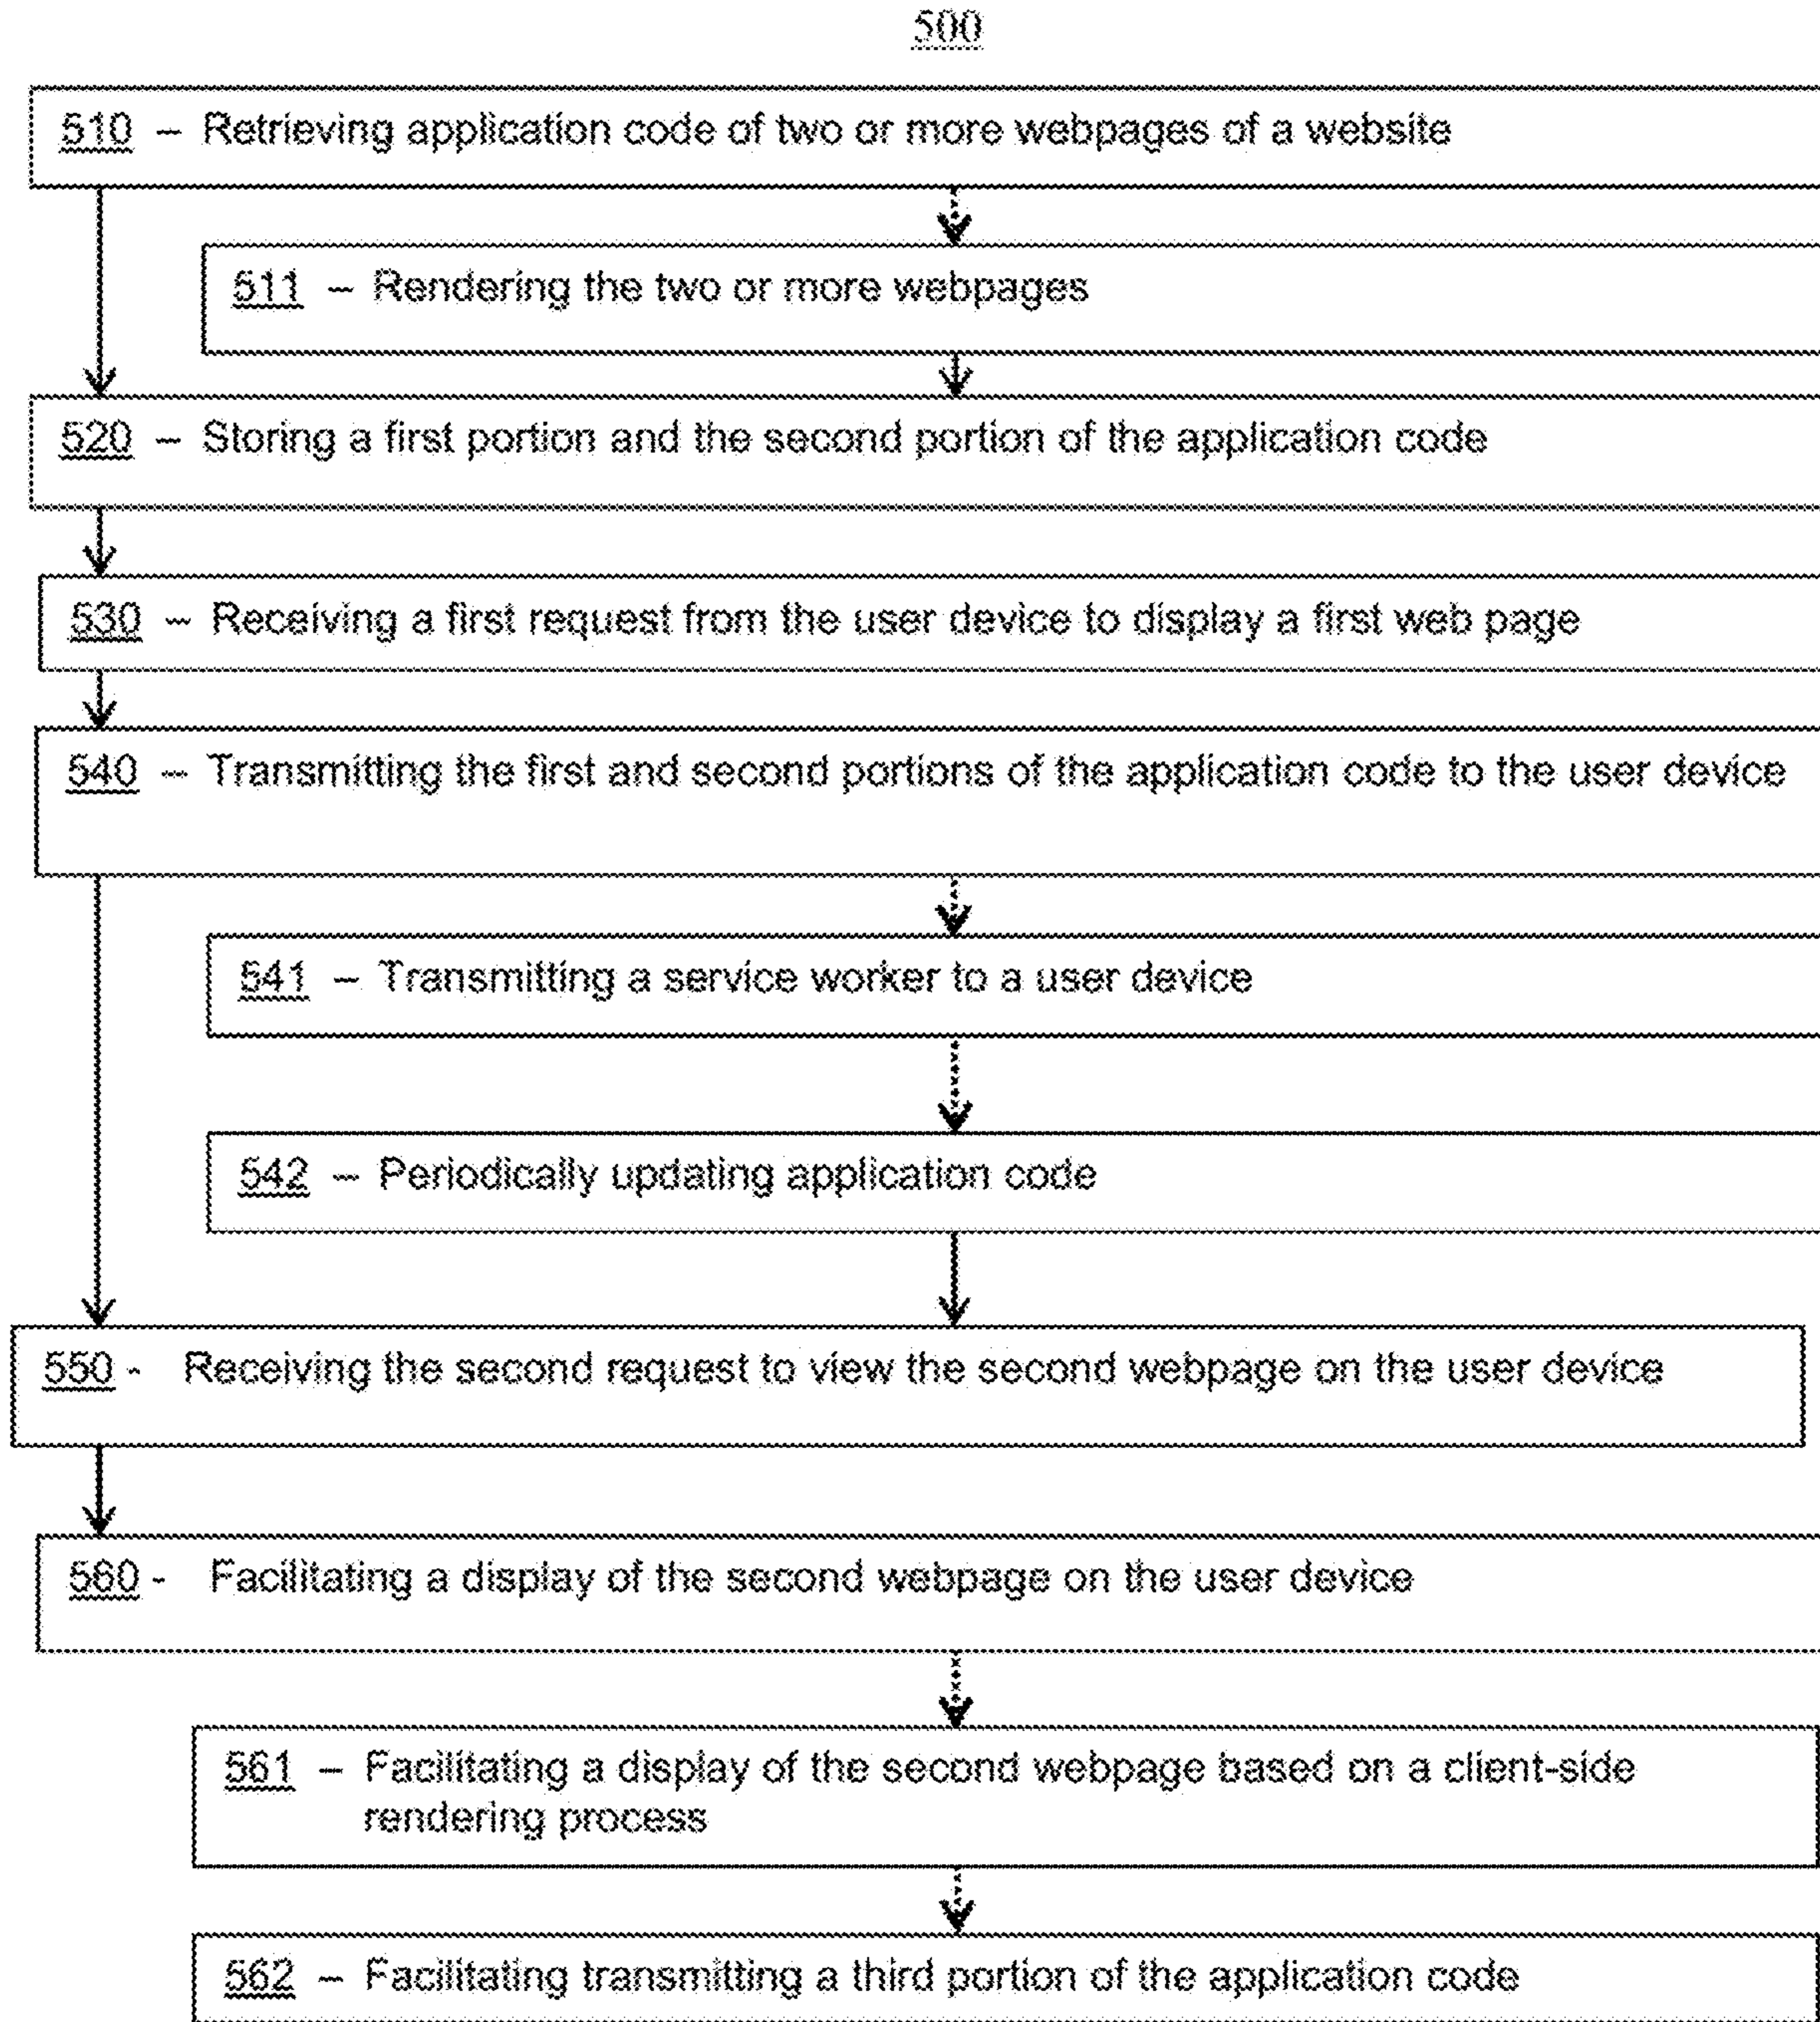 500
510 – Retrieving application code of two or more webpages of a website
511 – Rendering the two or more webpages
520 – Storing a first portion and the second portion of the application code
530 – Receiving a first request from the user device to display a first web page
540 – Transmitting the first and second portions of the application code to the user device
541 – Transmitting a service worker to a user device
542 – Periodically updating application code
550 - Receiving the second request to view the second webpage on the user device
560 - Facilitating a display of the second webpage on the user device
561 – Facilitating a display of the second webpage based on a client-side
rendering process
562 – Facilitating transmitting a third portion of the application code